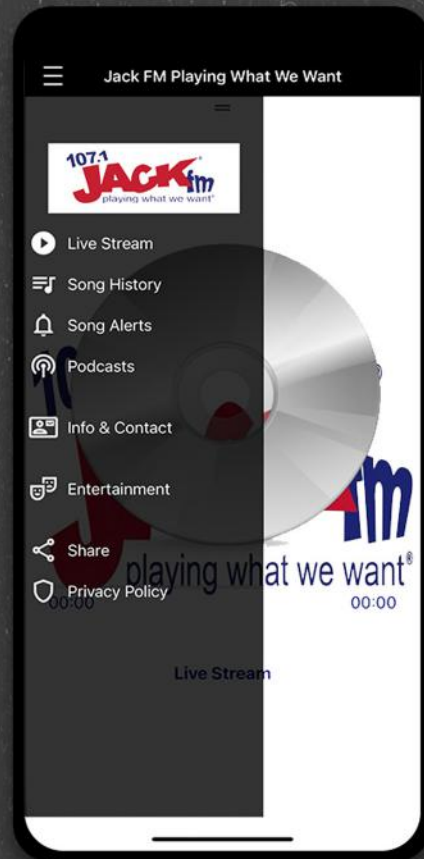 Jack FM Playing What We Want
107.1
JACK fm
playing what we want®
Live Stream
Song History
Song Alerts
Podcasts
Info & Contact
Entertainment
Share
Privacy Policy
fm
playing what we want®
00:00
00:00
Live Stream